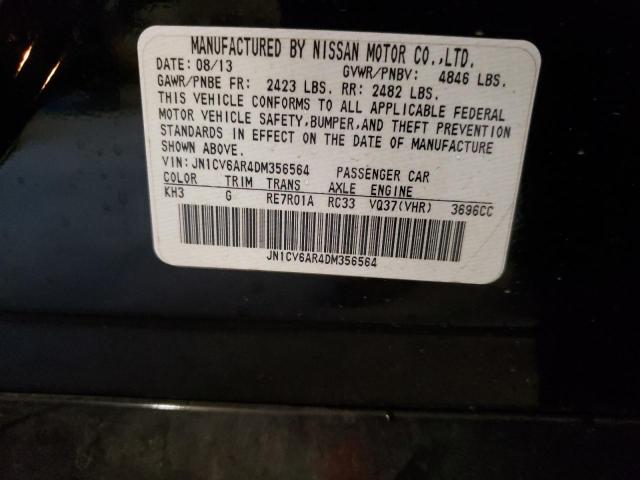 MANUFACTURED BY NISSAN MOTOR CO.,LTD.
DATE: 08/13 GVWR/PNBV: 4846 LBS.
GAWR/PNBE FR: 2423 LBS. RR: 2482 LBS.
THIS VEHICLE CONFORMS TO ALL APPLICABLE FEDERAL
MOTOR VEHICLE SAFETY,BUMPER,AND THEFT PREVENTION
STANDARDS IN EFFECT ON THE DATE OF MANUFACTURE
SHOWN ABOVE.
VIN: JN1CV6AR4DM356564 PASSENGER CAR
COLOR TRIM TRANS AXLE ENGINE
KH3 G RE7R01A RC33 VQ37(VHR) 3696CC
JN1CV6AR4DM356564